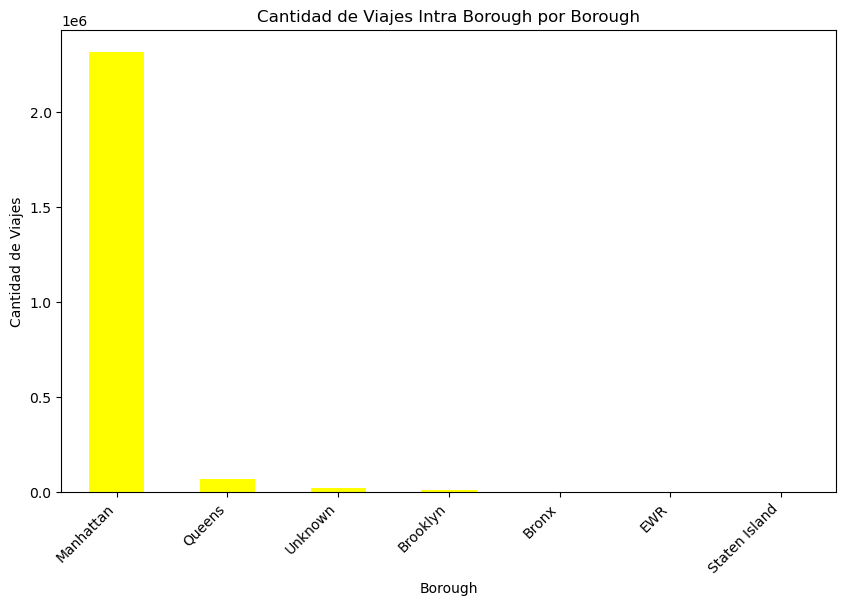 Cantidad de Viajes Intra Borough por Borough
1e6
2.0
1.5
1.0
0.5
0.0
Cantidad de Viajes
Manhattan
Queens
Unknown
Brooklyn
Bronx
EWR
Staten Island
Borough